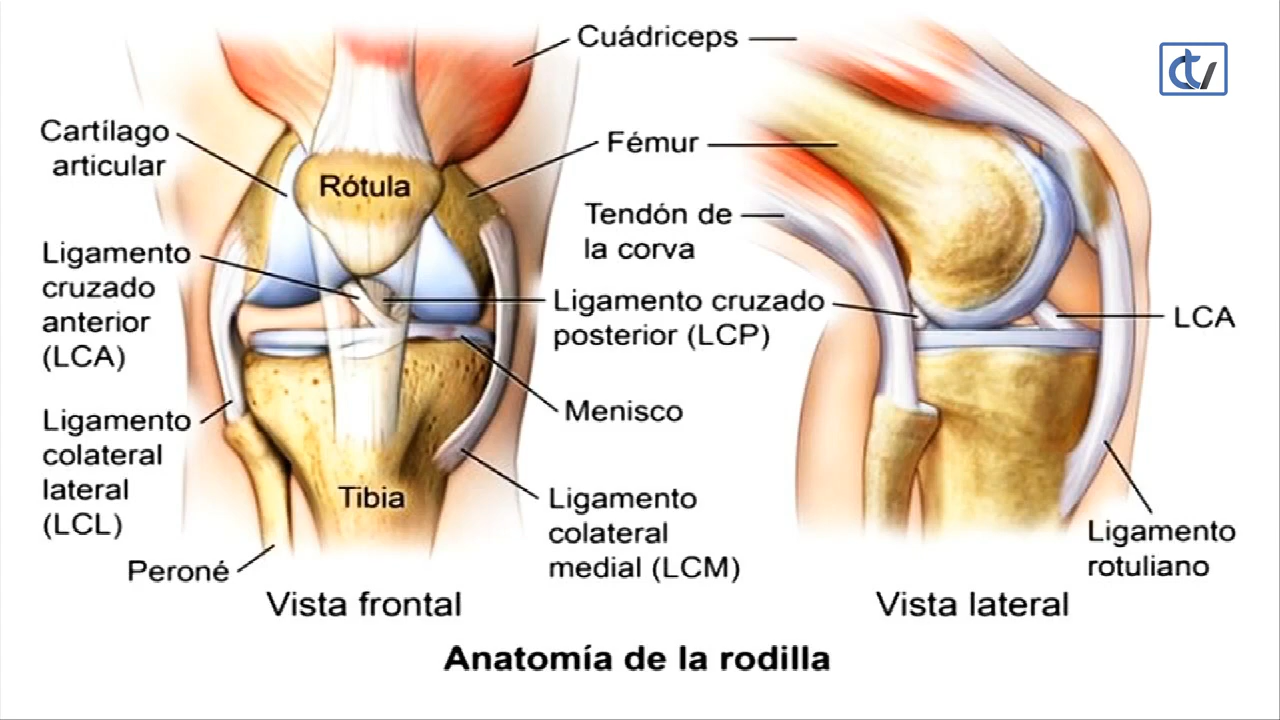 Cuádriceps
Cartílago
articular
Rótula
Fémur
Tendón de
la corva
Ligamento
cruzado
anterior
(LCA)
Ligamento cruzado
posterior (LCP)
LCA
Menisco
Ligamento
colateral
lateral
(LCL)
Tibia
Ligamento
colateral
medial (LCM)
Ligamento
rotuliano
Peroné
Vista frontal
Vista lateral
Anatomía de la rodilla